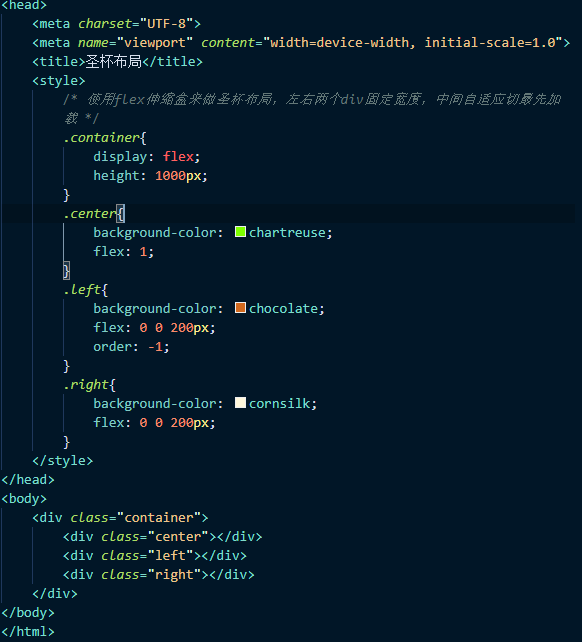 <head>
<meta charset="UTF-8">
<meta name="viewport" content="width=device-width, initial-scale=1.0">
<title>圣杯布局</title>
<style>
/* 使用flex伸缩盒来做圣杯布局，左右两个div固定宽度，中间自适应切最先加
载 */
.container{
display: flex;
height: 1000px;
}
.center{
background-color: chartreuse;
flex: 1;
}
.left{
background-color: chocolate;
flex: 0 0 200px;
order: -1;
}
.right{
background-color: cornsilk;
flex: 0 0 200px;
}
</style>
</head>
<body>
<div class="container">
<div class="center"></div>
<div class="left"></div>
<div class="right"></div>
</div>
</body>
</html>